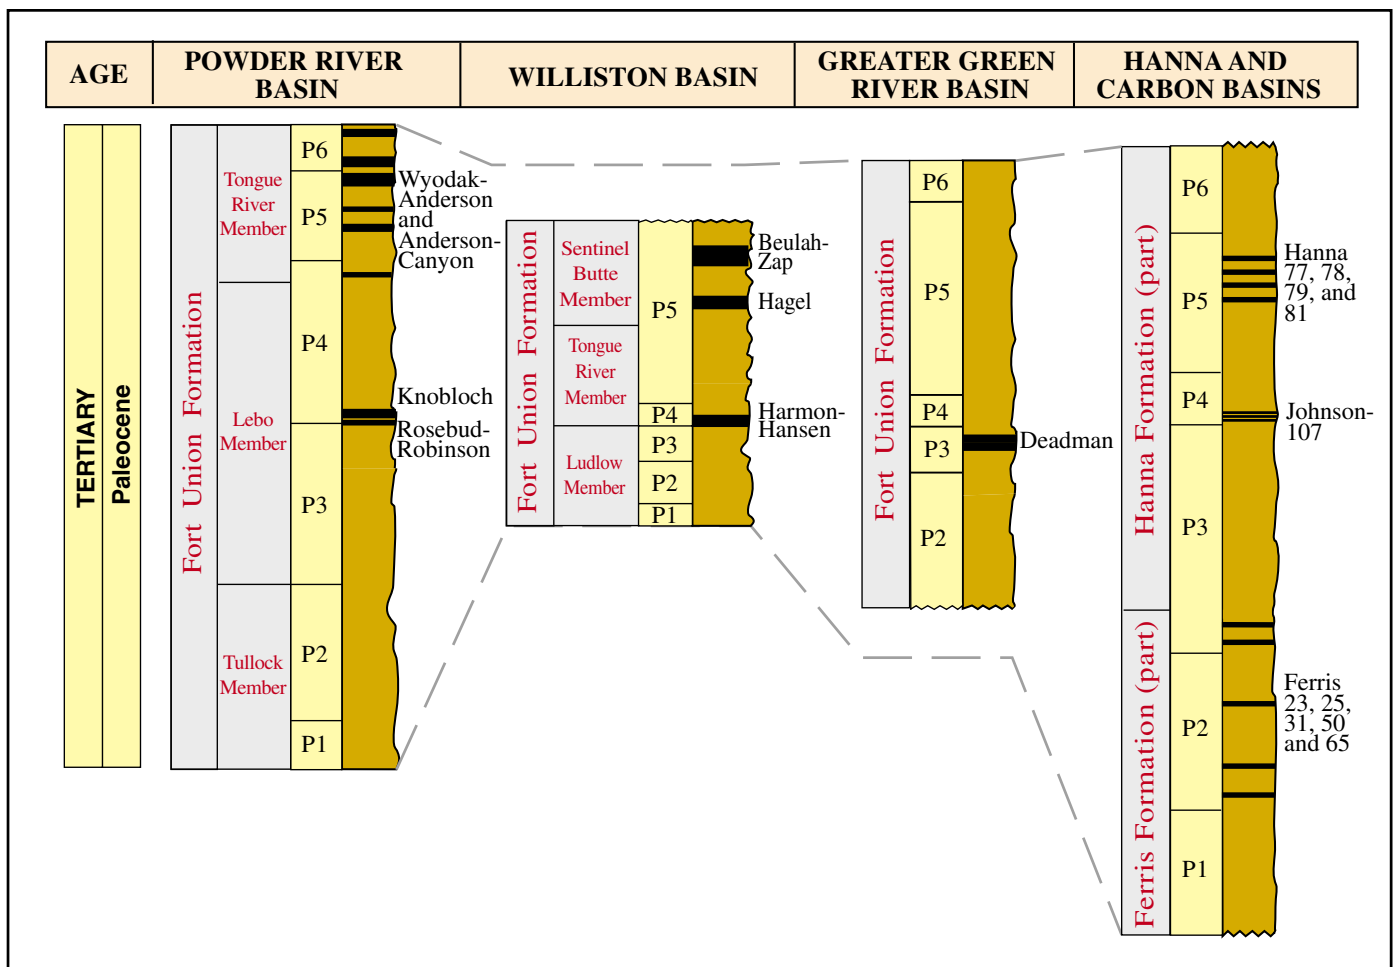 AGE
POWDER RIVER
BASIN
WILLISTON BASIN
GREATER GREEN
RIVER BASIN
HANNA AND
CARBON BASINS
TERTIARY
Paleocene
Fort Union Formation
Tongue
River
Member
Lebo
Member
Tullock
Member
P6
P5
P4
P3
P2
P1
Wyodak-
Anderson
and
Anderson-
Canyon
Knobloch
Rosebud-
Robinson
Fort Union Formation
Sentinel
Butte
Member
Tongue
River
Member
Ludlow
Member
P5
P4
P3
P2
P1
Beulah-
Zap
Hagel
Harmon-
Hansen
Fort Union Formation
P6
P5
P4
P3
P2
Deadman
Hanna Formation (part)
Ferris Formation (part)
P6
P5
P4
P3
P2
P1
Hanna
77, 78,
79, and
81
Johnson-
107
Ferris
23, 25,
31, 50
and 65